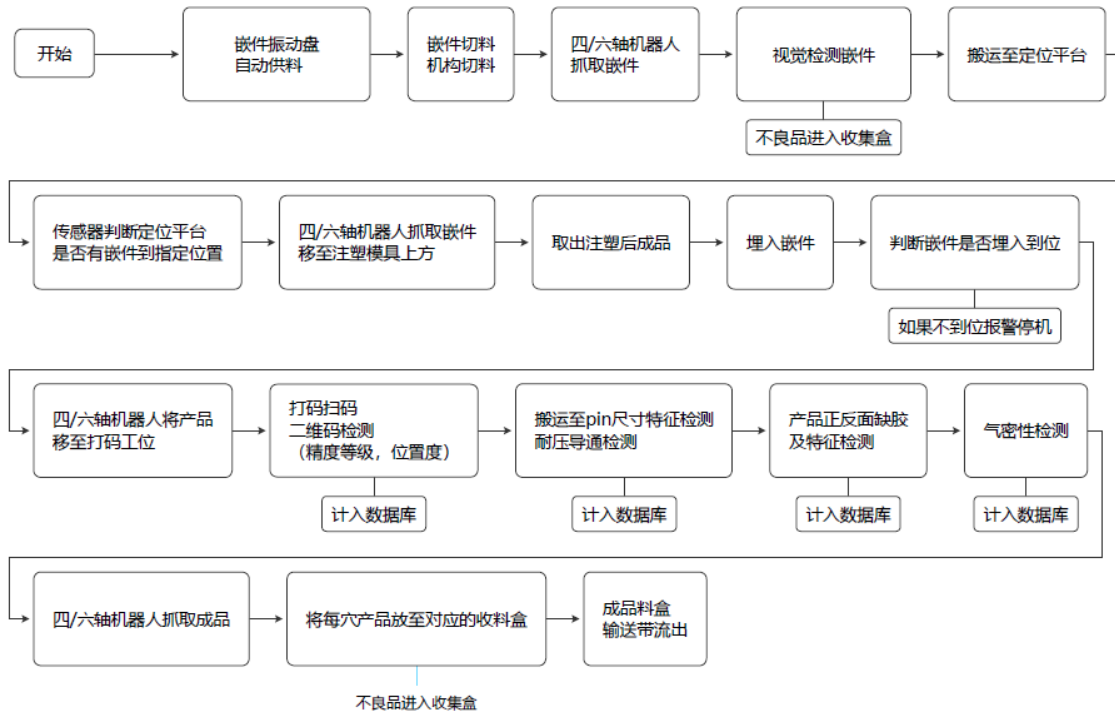 开始
嵌件振动盘
自动供料
嵌件切料
机构切料
四/六轴机器人
抓取嵌件
视觉检测嵌件
搬运至定位平台
不良品进入收集盒
传感器判断定位平台
是否有嵌件到指定位置
四/六轴机器人抓取嵌件
移至注塑模具上方
取出注塑后成品
埋入嵌件
判断嵌件是否埋入到位
如果不到位报警停机
四/六轴机器人将产品
移至打码工位
打码扫码
二维码检测
（精度等级，位置度）
搬运至pin尺寸特征检测
耐压导通检测
产品正反面缺胶
及特征检测
气密性检测
计入数据库
计入数据库
计入数据库
计入数据库
四/六轴机器人抓取成品
将每穴产品放至对应的收料盒
成品料盒
输送带流出
不良品进入收集盒